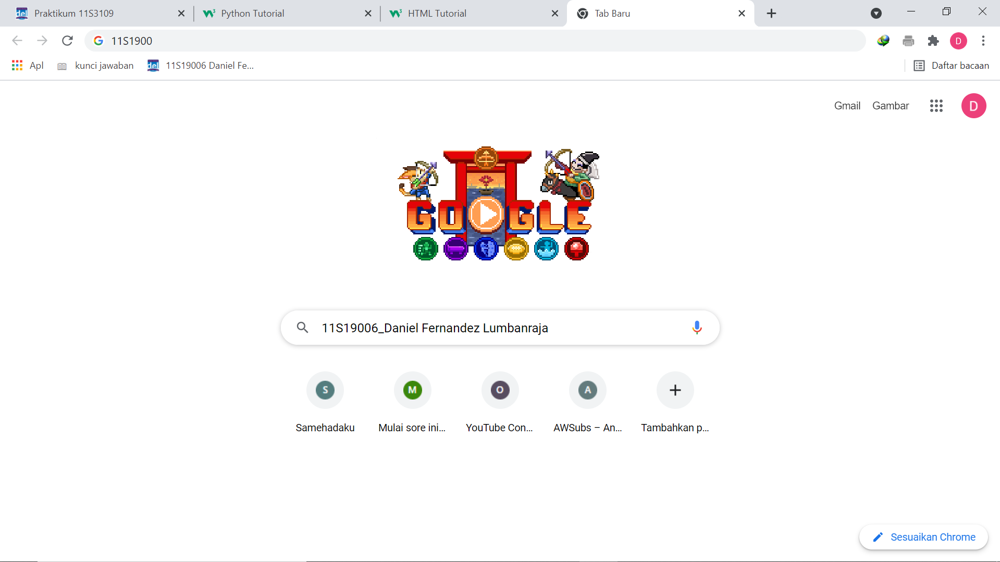 Praktikum 11S3109
Python Tutorial
HTML Tutorial
Tab Baru
11S1900
D
Apl
kunci jawaban
11S19006 Daniel Fe...
Daftar bacaan
Gmail
Gambar
D
GOOGLE
11S19006_Daniel Fernandez Lumbanraja
S
M
O
A
Samehadaku
Mulai sore ini...
YouTube Con...
AWSubs – An...
Tambahkan p...
Sesuaikan Chrome